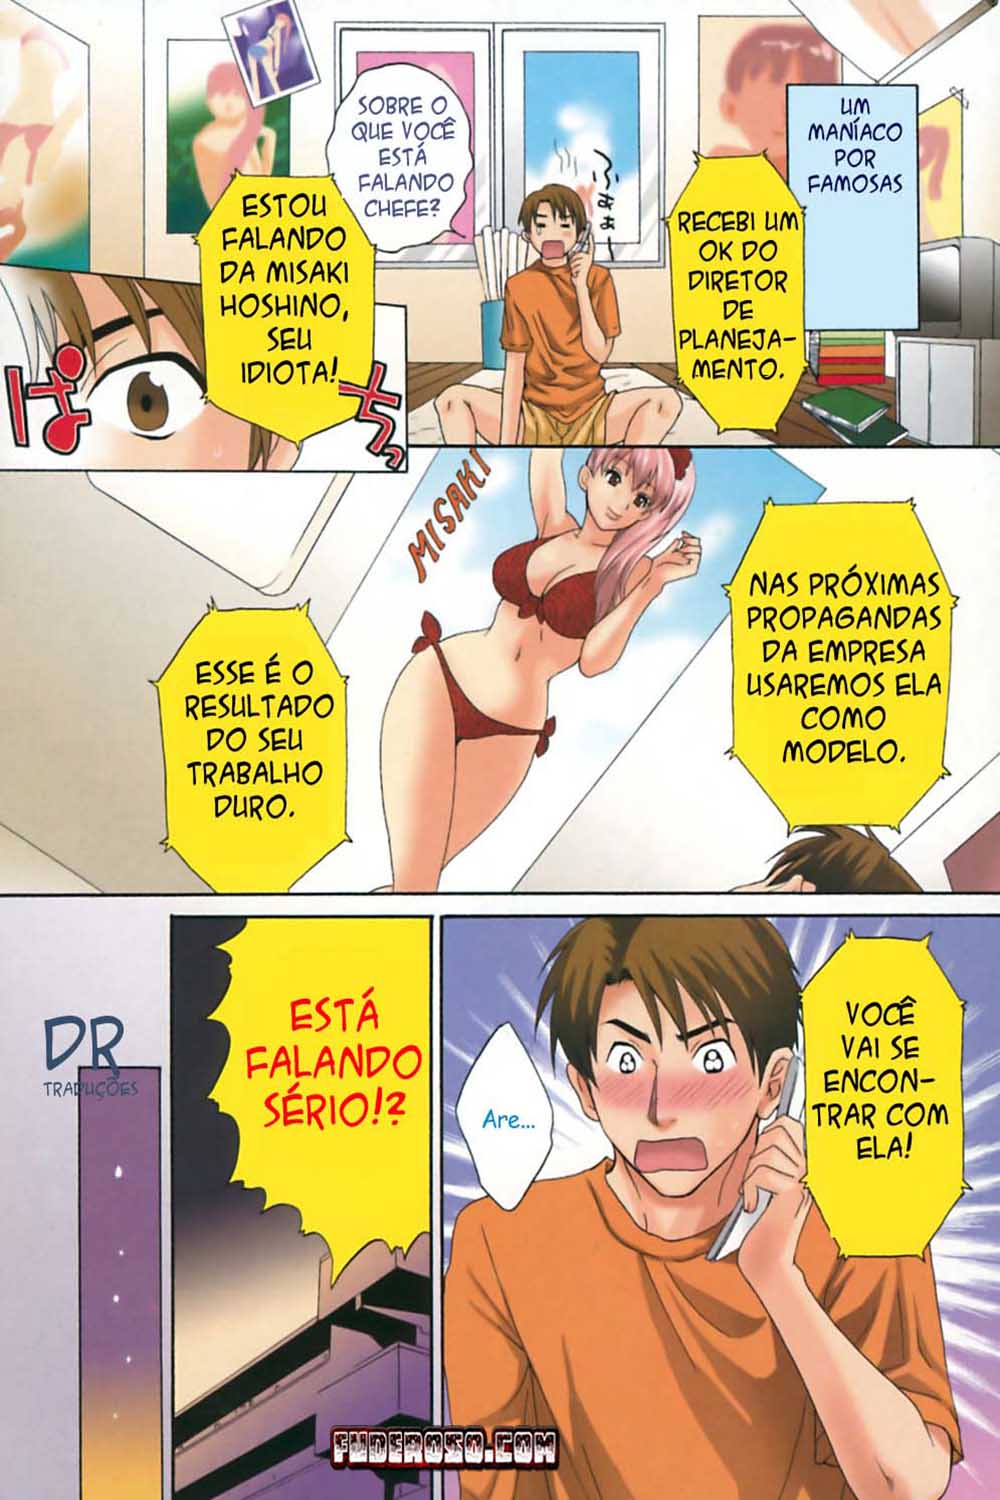 UM
MANÍACO
POR
FAMOSAS
RECEBI UM
OK DO
DIRETOR
DE
PLANEJA-
MENTO.
ふぁぁ〜
SOBRE O
QUE VOCÊ
ESTÁ
FALANDO
CHEFE?
ESTOU
FALANDO
DA MISAKI
HOSHINO,
SEU
IDIOTA!
ぱちっ
MISAKI
NAS PRÓXIMAS
PROPAGANDAS
DA EMPRESA
USAREMOS ELA
COMO
MODELO.
ESSE É O
RESULTADO
DO SEU
TRABALHO
DURO.
VOCÊ
VAI SE
ENCON-
TRAR COM
ELA!
Are...
ESTÁ
FALANDO
SÉRIO!?
DR
TRADUÇÕES
FUDEROSO.COM